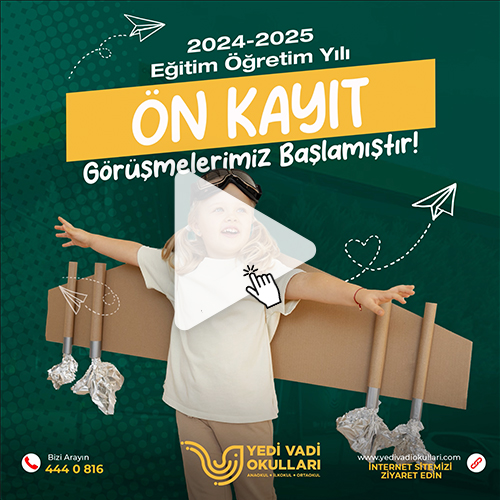 2024-2025
Eğitim Öğretim Yılı
ÖN KAYIT
Görüşmelerimiz Başlamıştır!
YEDİ VADİ
OKULLARI
ANAOKUL • İLKOKUL • ORTAOKUL
Bizi Arayın
444 0 816
www.yedivadiokullari.com
İNTERNET SİTEMİZİ
ZİYARET EDİN